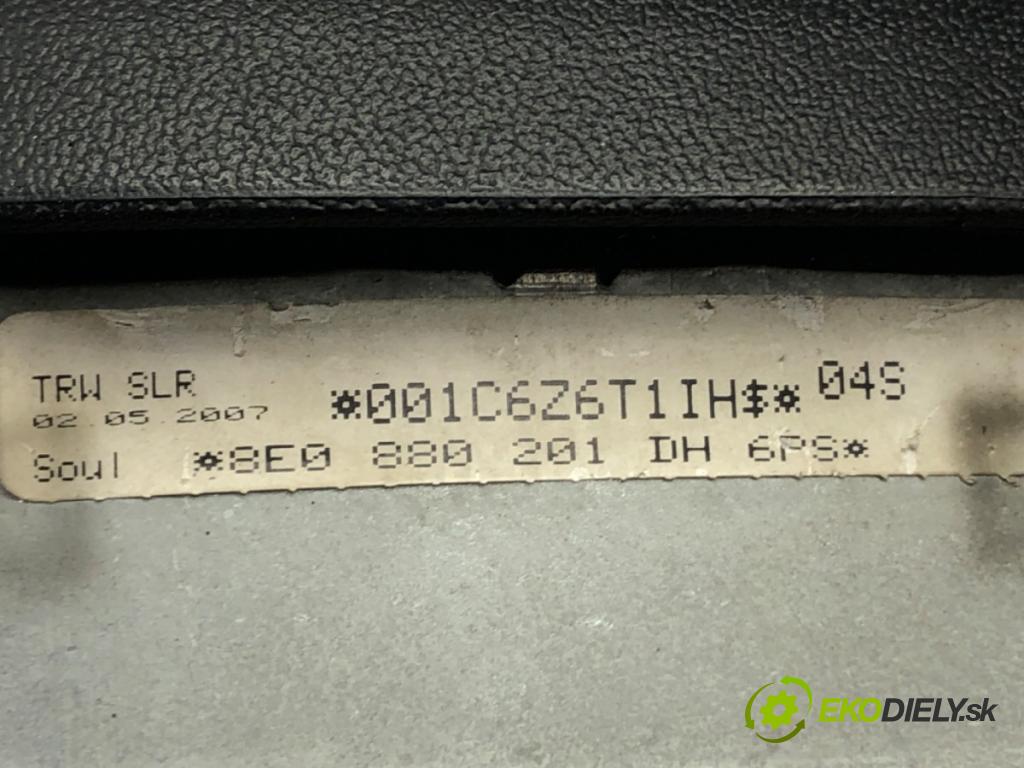 TRW SLR
*001C6Z6T1IH$* 04S
02.05.2007
Soul *8E0 880 201 DH 6PS*
EKODIELY.sk